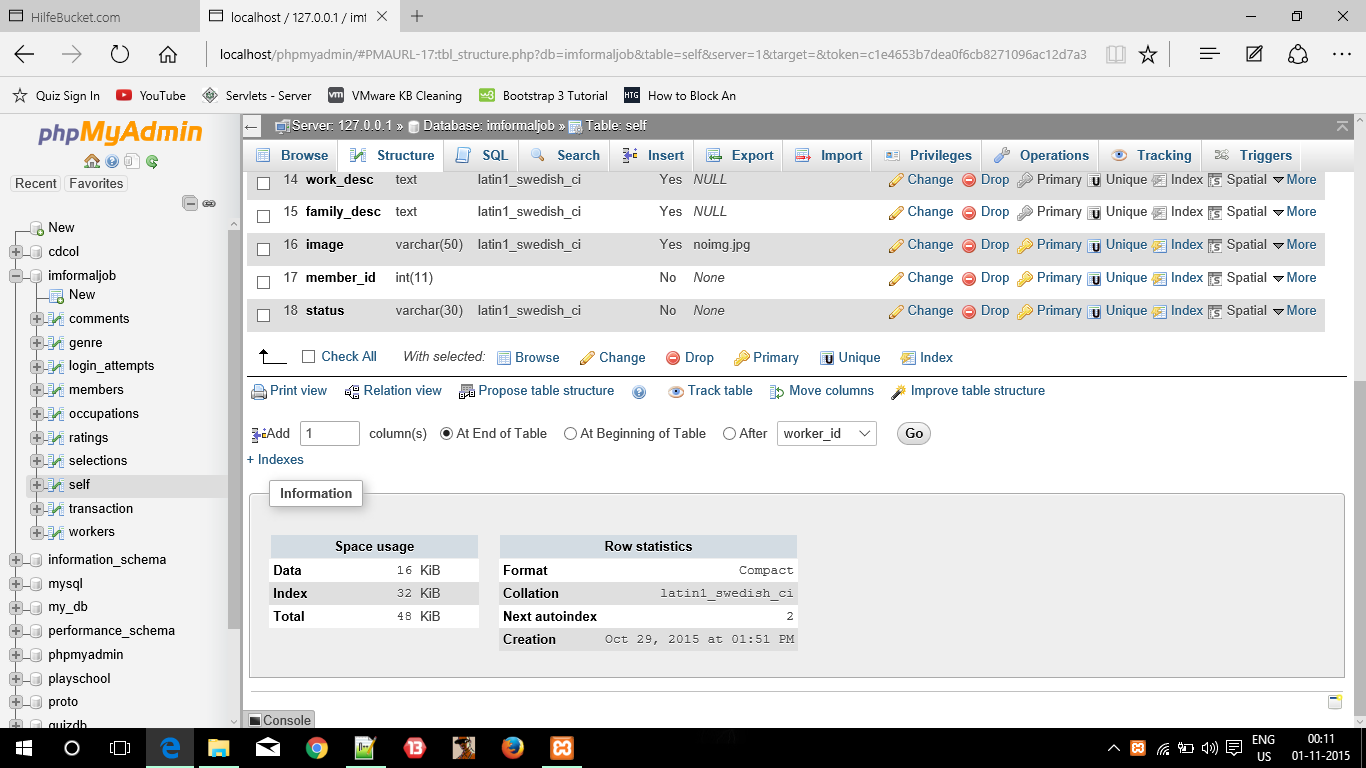 HilfeBucket.com
localhost / 127.0.0.1 / imf
localhost/phpmyadmin/#PMAURL-17:tbl_structure.php?db=imformaljob&table=self&server=1&target=&token=c1e4653b7dea0f6cb8271096ac12d7a3
Quiz Sign In YouTube Servlets - Server VMware KB Cleaning Bootstrap 3 Tutorial How to Block An
phpMyAdmin
Recent Favorites
New
cdcol
imformaljob
New
comments
genre
login_attempts
members
occupations
ratings
selections
self
transaction
workers
information_schema
mysql
my_db
performance_schema
phpmyadmin
playschool
proto
quizdb
Server: 127.0.0.1 » Database: imformaljob » Table: self
Browse Structure SQL Search Insert Export Import Privileges Operations Tracking Triggers
14 work_desc text latin1_swedish_ci Yes NULL Change Drop Primary Unique Index Spatial More
15 family_desc text latin1_swedish_ci Yes NULL Change Drop Primary Unique Index Spatial More
16 image varchar(50) latin1_swedish_ci Yes noimg.jpg Change Drop Primary Unique Index Spatial More
17 member_id int(11) No None Change Drop Primary Unique Index Spatial More
18 status varchar(30) latin1_swedish_ci No None Change Drop Primary Unique Index Spatial More
Check All With selected: Browse Change Drop Primary Unique Index
Print view Relation view Propose table structure Track table Move columns Improve table structure
Add 1 column(s) At End of Table At Beginning of Table After worker_id Go
+ Indexes
Information
Space usage
Data 16 KiB
Index 32 KiB
Total 48 KiB
Row statistics
Format Compact
Collation latin1_swedish_ci
Next autoindex 2
Creation Oct 29, 2015 at 01:51 PM
Console
ENG
US
00:11
01-11-2015